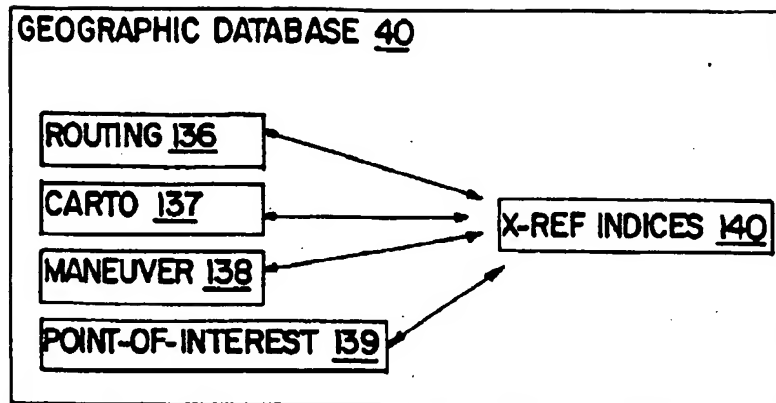 GEOGRAPHIC DATABASE 40
ROUTING 136
CARTO 137
MANEUVER 138
POINT-OF-INTEREST 139
X-REF INDICES 140